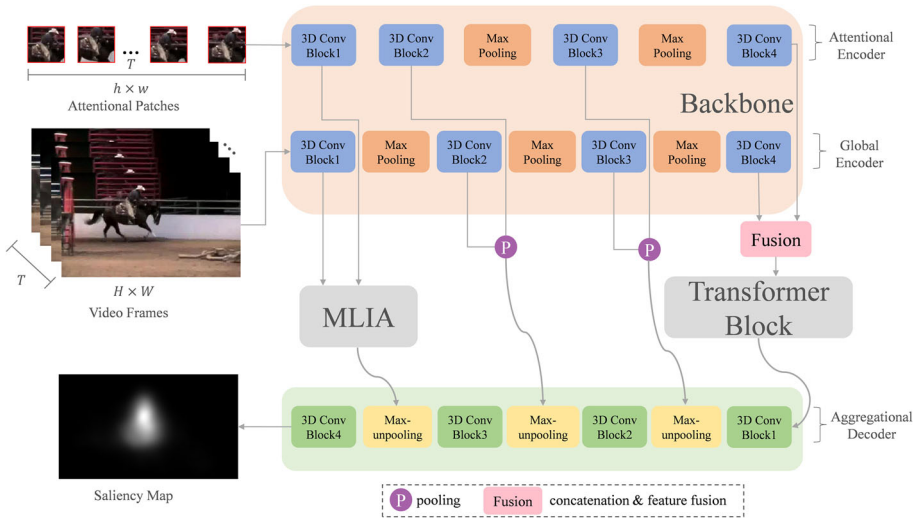 3D Conv Block1
3D Conv Block2
Max Pooling
3D Conv Block3
Max Pooling
3D Conv Block4
Attentional Encoder
...
T
h × w
Attentional Patches
Backbone
3D Conv Block1
Max Pooling
3D Conv Block2
Max Pooling
3D Conv Block3
Max Pooling
3D Conv Block4
Global Encoder
T
H × W
Video Frames
P
P
Fusion
MLIA
Transformer
Block
3D Conv Block4
Max-unpooling
3D Conv Block3
Max-unpooling
3D Conv Block2
Max-unpooling
3D Conv Block1
Aggregational Decoder
Saliency Map
P pooling
Fusion concatenation & feature fusion